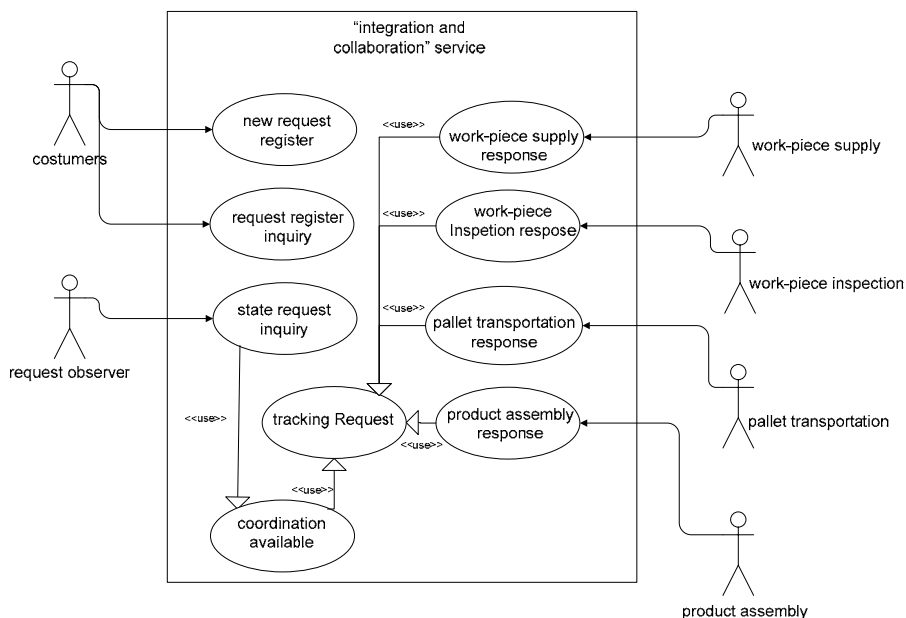 “integration and
collaboration” service
costumers
new request
register
request register
inquiry
request observer
state request
inquiry
<<use>>
coordination
available
<<use>>
tracking Request
<<use>>
work-piece supply
response
<<use>>
work-piece
Inspetion respose
<<use>>
pallet transportation
response
<<use>>
product assembly
response
work-piece supply
work-piece inspection
pallet transportation
product assembly